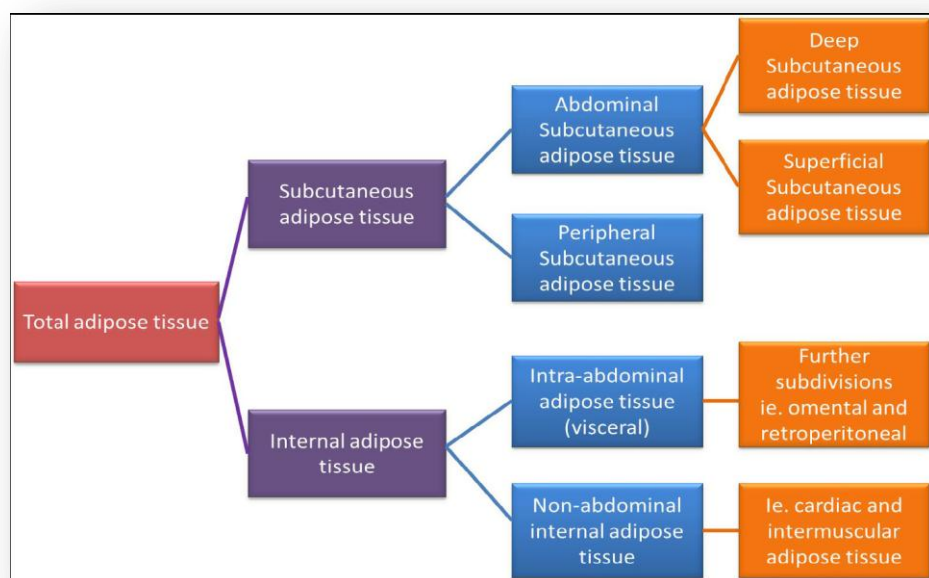 Total adipose tissue
Subcutaneous
adipose tissue
Internal adipose
tissue
Abdominal
Subcutaneous
adipose tissue
Peripheral
Subcutaneous
adipose tissue
Intra-abdominal
adipose tissue
(visceral)
Non-abdominal
internal adipose
tissue
Deep
Subcutaneous
adipose tissue
Superficial
Subcutaneous
adipose tissue
Further
subdivisions
ie. omental and
retroperitoneal
Ie. cardiac and
intermuscular
adipose tissue